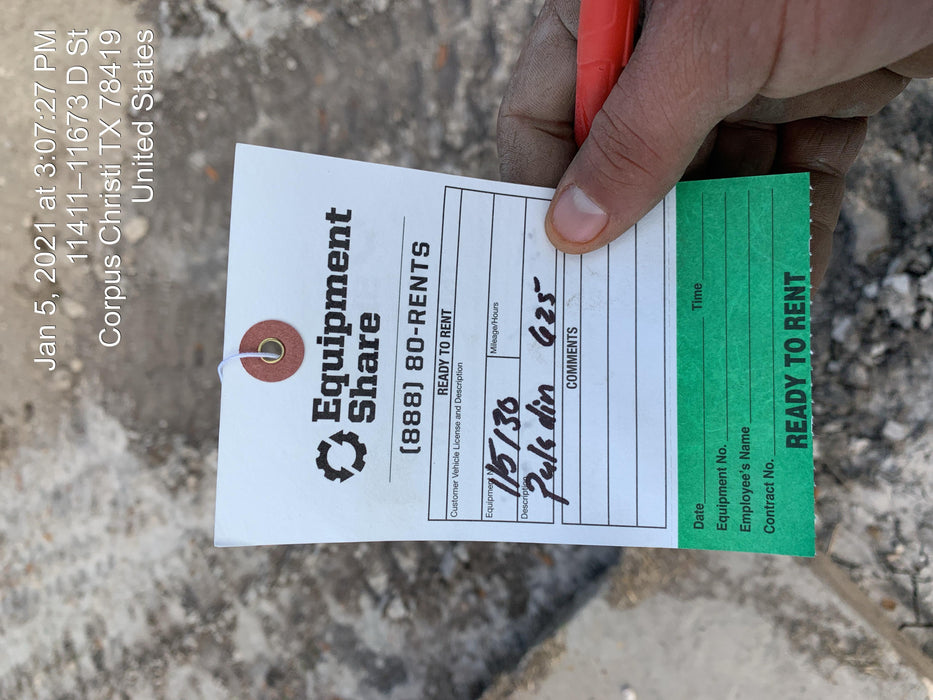 Jan 5, 2021 at 3:07:27 PM
11411–11673 D St
Corpus Christi TX 78419
United States
Equipment
Share
(888) 80-RENTS
READY TO RENT
Customer Vehicle License and Description
Equipment N Mileage/Hours
115130
Description
625
COMMENTS
Date Time
Equipment No.
Employee's Name
Contract No.
READY TO RENT